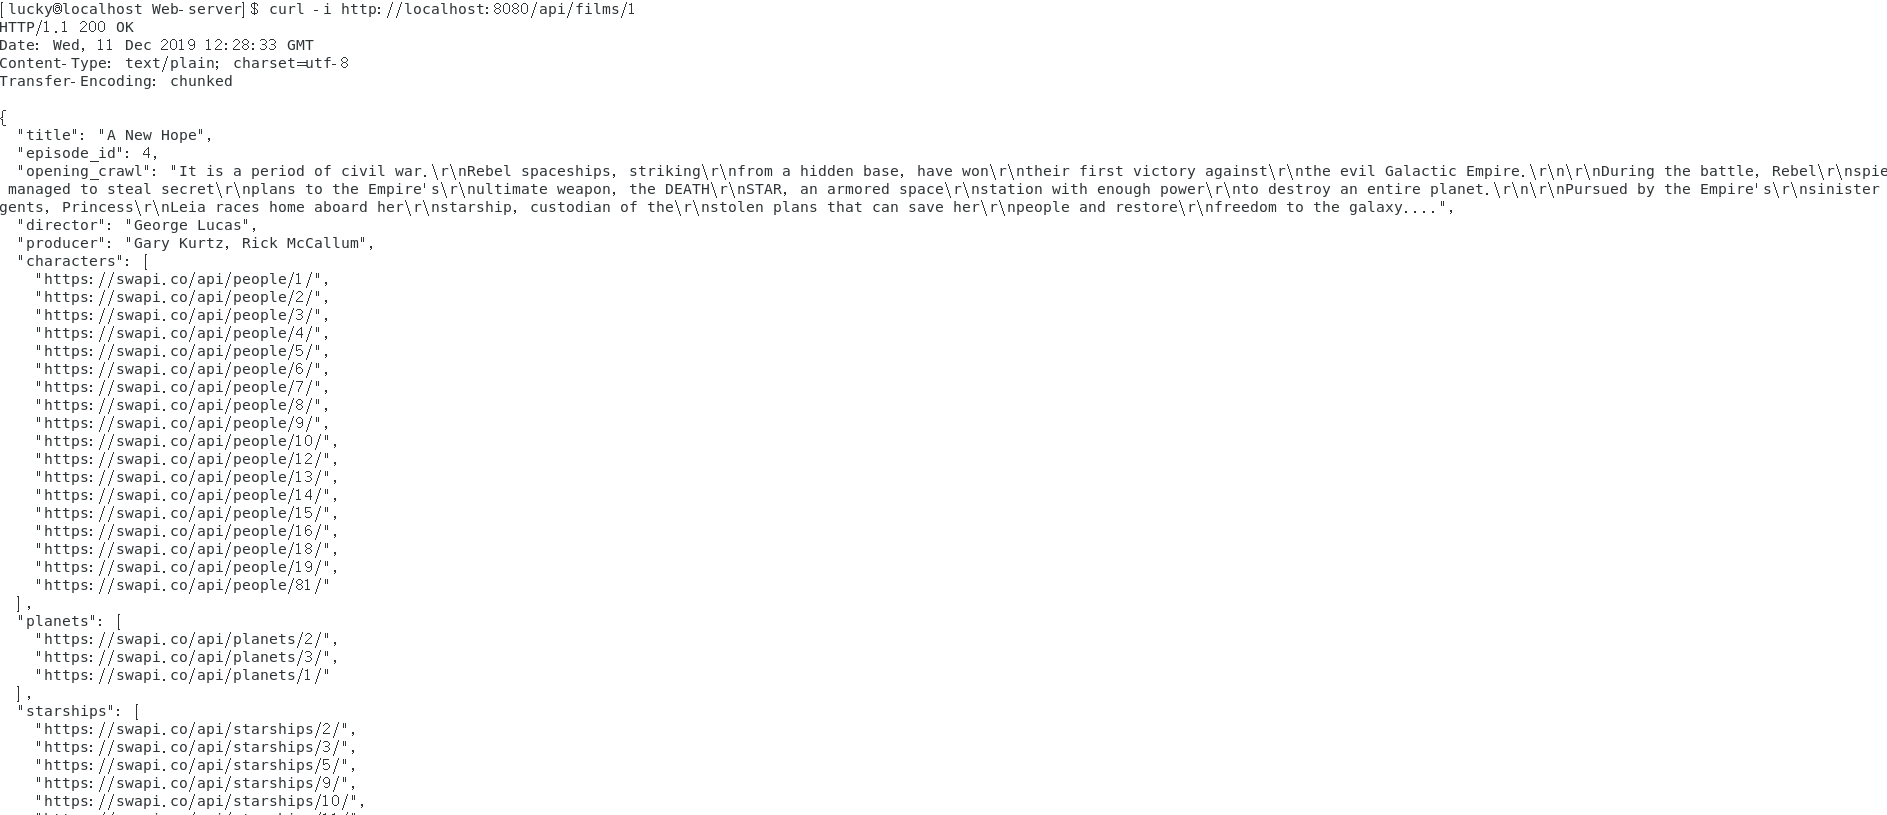 [lucky@localhost Web-server]$ curl -i http://localhost:8080/api/films/1
HTTP/1.1 200 OK
Date: Wed, 11 Dec 2019 12:28:33 GMT
Content-Type: text/plain; charset=utf-8
Transfer-Encoding: chunked

{
  "title": "A New Hope",
  "episode_id": 4,
  "opening_crawl": "It is a period of civil war.\r\nRebel spaceships, striking\r\nfrom a hidden base, have won\r\ntheir first victory against\r\nthe evil Galactic Empire.\r\n\r\nDuring the battle, Rebel\r\nspie
 managed to steal secret\r\nplans to the Empire's\r\nultimate weapon, the DEATH\r\nSTAR, an armored space\r\nstation with enough power\r\nto destroy an entire planet.\r\n\r\nPursued by the Empire's\r\nsinister
gents, Princess\r\nLeia races home aboard her\r\nstarship, custodian of the\r\nstolen plans that can save her\r\npeople and restore\r\nfreedom to the galaxy....",
  "director": "George Lucas",
  "producer": "Gary Kurtz, Rick McCallum",
  "characters": [
    "https://swapi.co/api/people/1/",
    "https://swapi.co/api/people/2/",
    "https://swapi.co/api/people/3/",
    "https://swapi.co/api/people/4/",
    "https://swapi.co/api/people/5/",
    "https://swapi.co/api/people/6/",
    "https://swapi.co/api/people/7/",
    "https://swapi.co/api/people/8/",
    "https://swapi.co/api/people/9/",
    "https://swapi.co/api/people/10/",
    "https://swapi.co/api/people/12/",
    "https://swapi.co/api/people/13/",
    "https://swapi.co/api/people/14/",
    "https://swapi.co/api/people/15/",
    "https://swapi.co/api/people/16/",
    "https://swapi.co/api/people/18/",
    "https://swapi.co/api/people/19/",
    "https://swapi.co/api/people/81/"
  ],
  "planets": [
    "https://swapi.co/api/planets/2/",
    "https://swapi.co/api/planets/3/",
    "https://swapi.co/api/planets/1/"
  ],
  "starships": [
    "https://swapi.co/api/starships/2/",
    "https://swapi.co/api/starships/3/",
    "https://swapi.co/api/starships/5/",
    "https://swapi.co/api/starships/9/",
    "https://swapi.co/api/starships/10/",